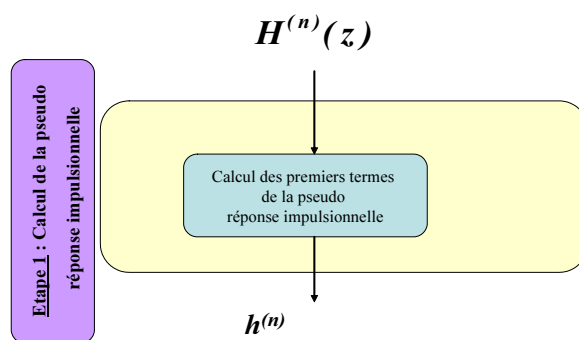 H⁽ⁿ⁾(z)
Etape 1 : Calcul de la pseudo
réponse impulsionnelle
Calcul des premiers termes
de la pseudo
réponse impulsionnelle
h⁽ⁿ⁾